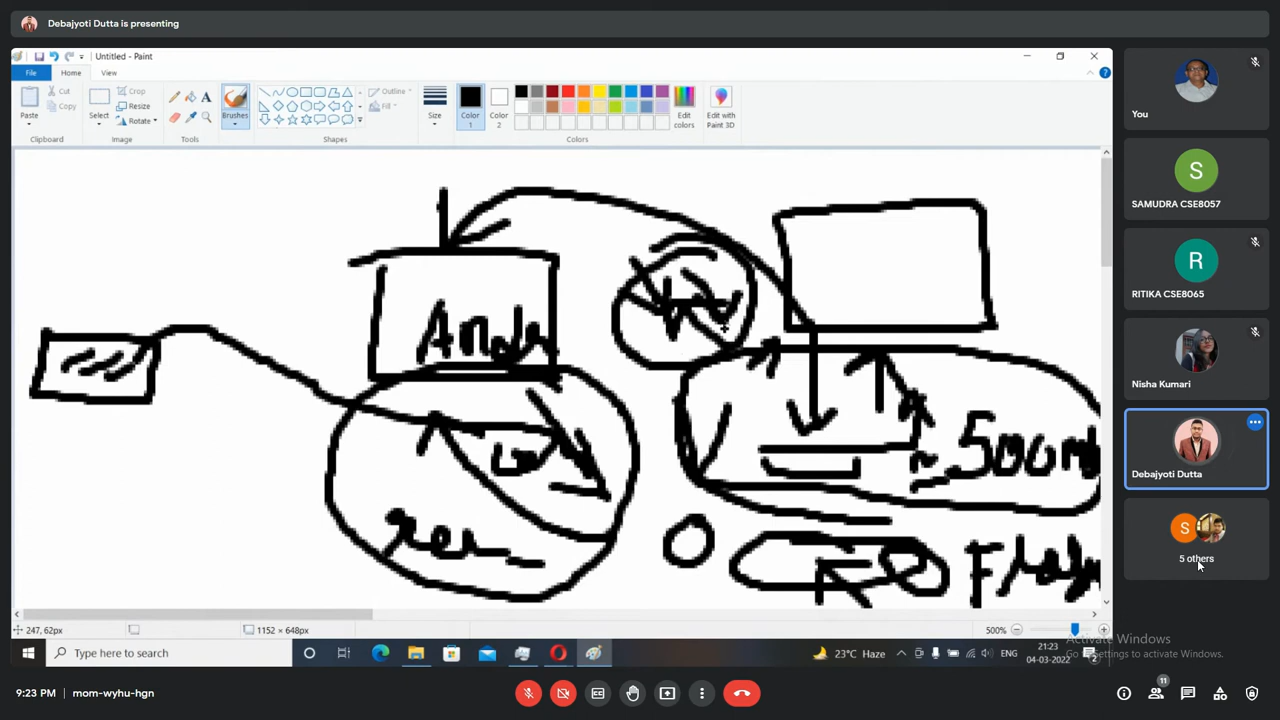 Debajyoti Dutta is presenting
Untitled - Paint
File Home View
Paste
Cut
Copy
Clipboard
Select
Crop
Resize
Rotate
Image
Tools
Brushes
Outline
Fill
Shapes
Size
Color 1
Color 2
Edit colors
Colors
Edit with Paint 3D
247, 62px
1152 × 648px
500%
Activate Windows
Go to Settings to activate Windows.
Type here to search
23°C Haze
ENG
21:23
04-03-2022
2
You
S
SAMUDRA CSE8057
R
RITIKA CSE8065
Nisha Kumari
Debajyoti Dutta
S
5 others
9:23 PM mom-wyhu-hgn
11